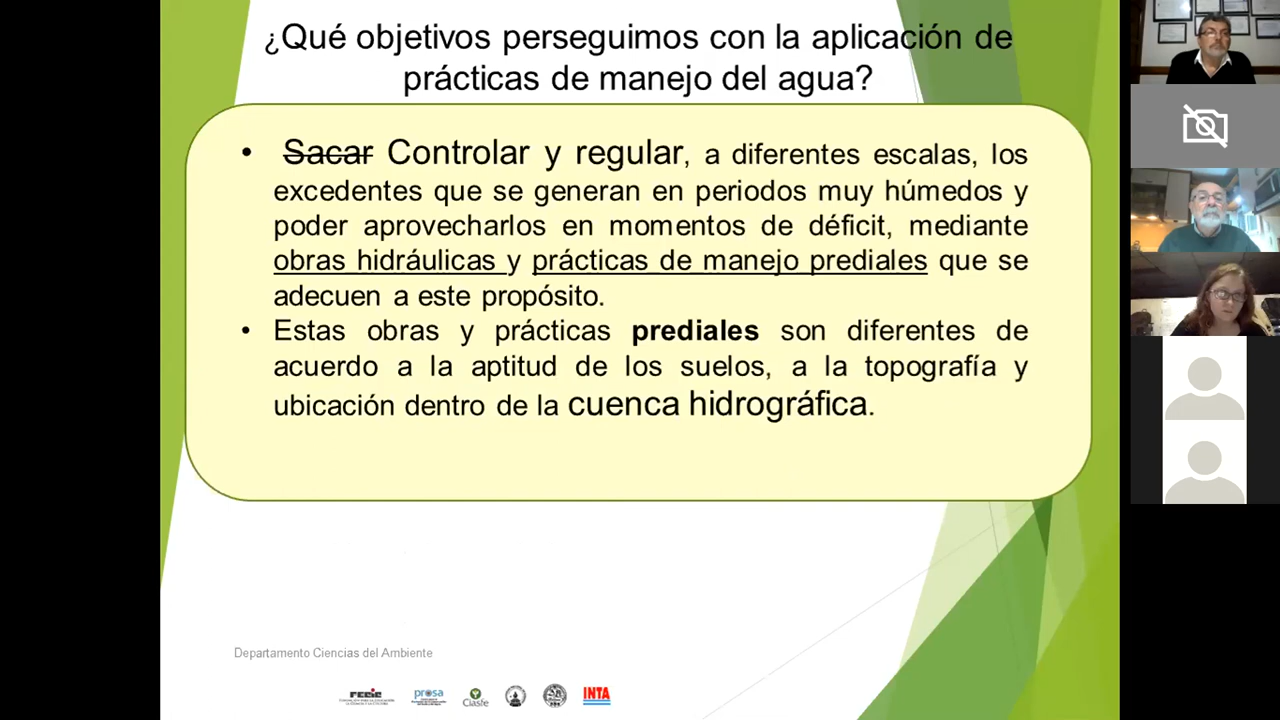 ¿Qué objetivos perseguimos con la aplicación de
prácticas de manejo del agua?
• Sacar Controlar y regular, a diferentes escalas, los
excedentes que se generan en periodos muy húmedos y
poder aprovecharlos en momentos de déficit, mediante
obras hidráulicas y prácticas de manejo prediales que se
adecuen a este propósito.
• Estas obras y prácticas prediales son diferentes de
acuerdo a la aptitud de los suelos, a la topografía y
ubicación dentro de la cuenca hidrográfica.
Departamento Ciencias del Ambiente
FECIC prosa Ciasfe INTA